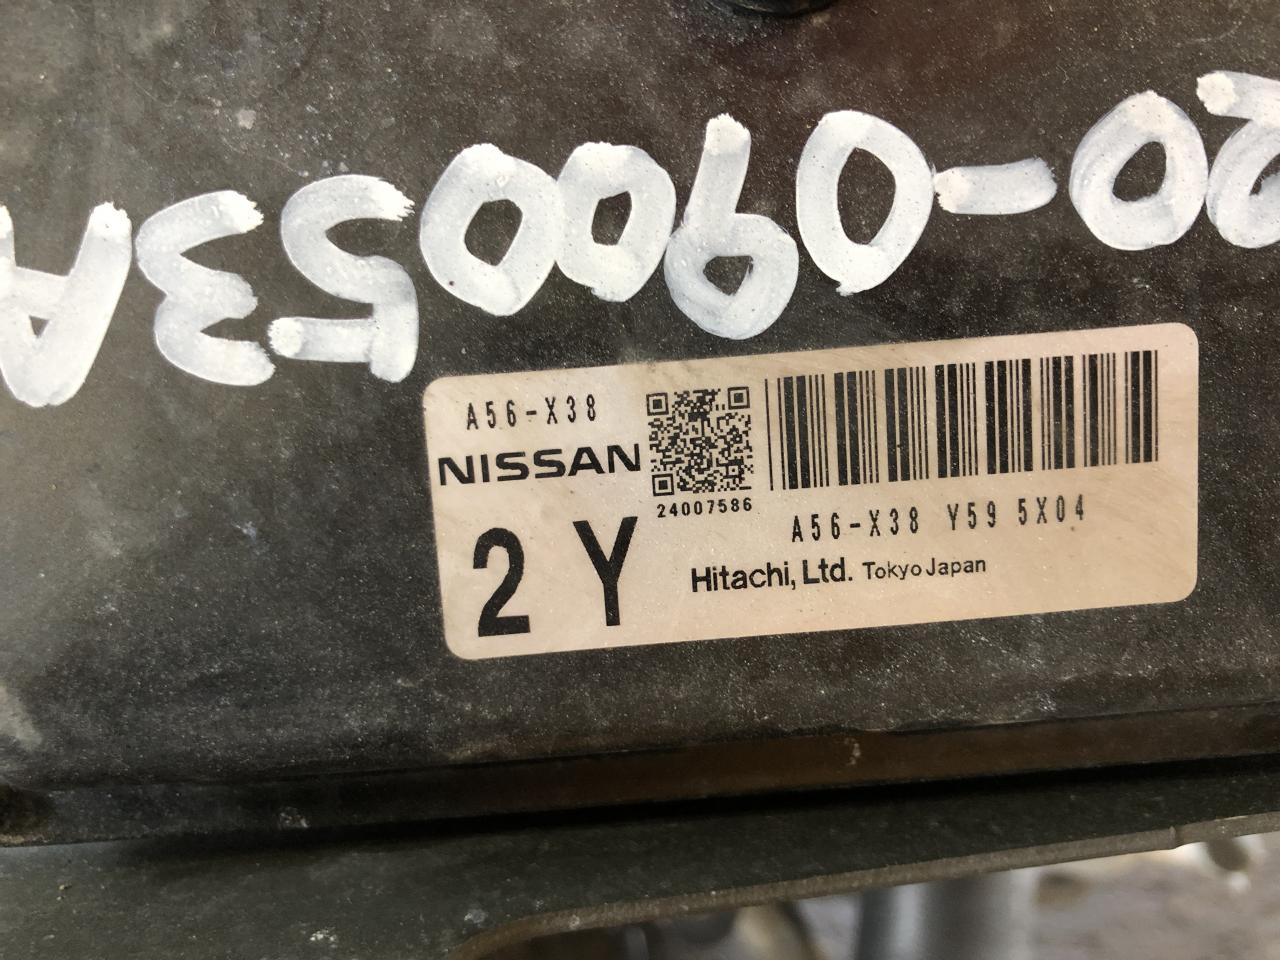 20-090053A
A56-X38
NISSAN
24007586
A56-X38 Y59 5X04
2 Y
Hitachi, Ltd. Tokyo Japan